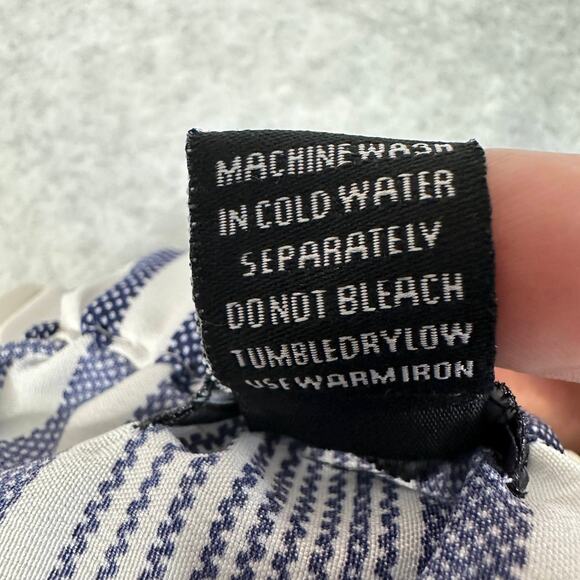 MACHINE WASH
IN COLD WATER
SEPARATELY
DO NOT BLEACH
TUMBLE DRY LOW
USE WARM IRON